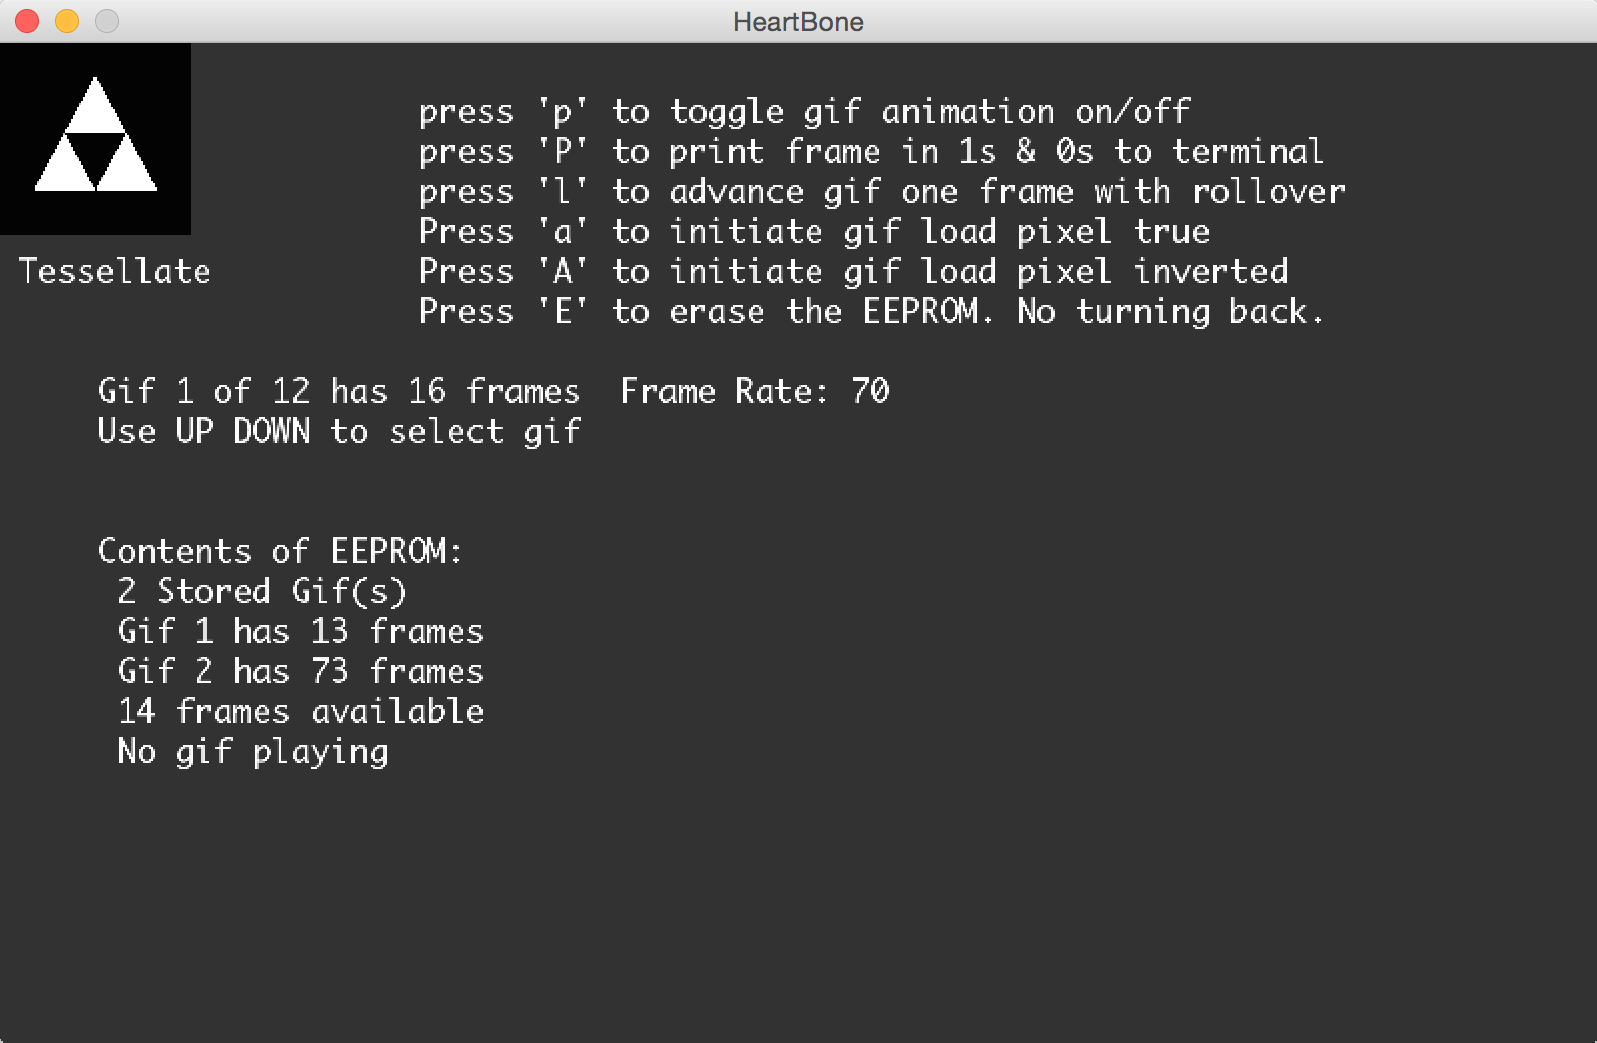 HeartBone
press 'p' to toggle gif animation on/off
press 'P' to print frame in 1s & 0s to terminal
press 'l' to advance gif one frame with rollover
Press 'a' to initiate gif load pixel true
Tessellate
Press 'A' to initiate gif load pixel inverted
Press 'E' to erase the EEPROM. No turning back.
Gif 1 of 12 has 16 frames  Frame Rate: 70
Use UP DOWN to select gif
Contents of EEPROM:
2 Stored Gif(s)
Gif 1 has 13 frames
Gif 2 has 73 frames
14 frames available
No gif playing